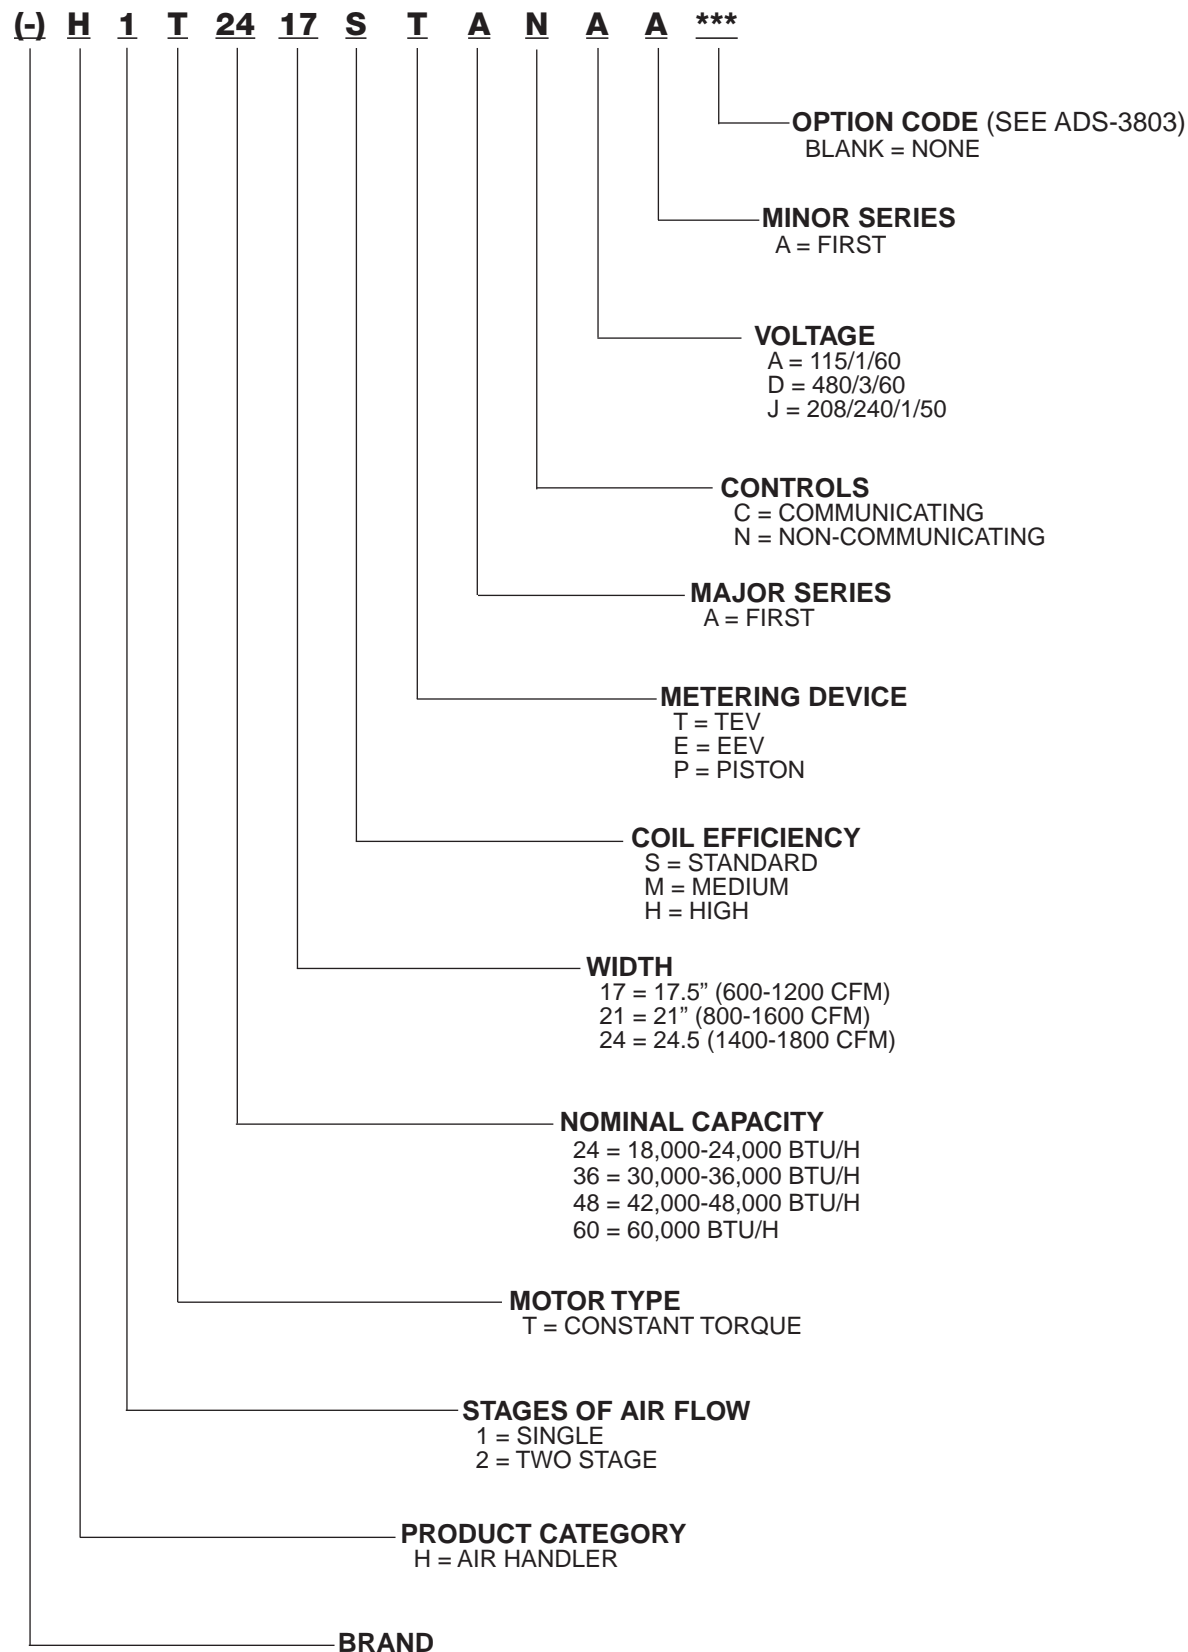 (-) H 1 T 24 17 S T A N A A ***
OPTION CODE (SEE ADS-3803)
BLANK = NONE
MINOR SERIES
A = FIRST
VOLTAGE
A = 115/1/60
D = 480/3/60
J = 208/240/1/50
CONTROLS
C = COMMUNICATING
N = NON-COMMUNICATING
MAJOR SERIES
A = FIRST
METERING DEVICE
T = TEV
E = EEV
P = PISTON
COIL EFFICIENCY
S = STANDARD
M = MEDIUM
H = HIGH
WIDTH
17 = 17.5” (600-1200 CFM)
21 = 21” (800-1600 CFM)
24 = 24.5 (1400-1800 CFM)
NOMINAL CAPACITY
24 = 18,000-24,000 BTU/H
36 = 30,000-36,000 BTU/H
48 = 42,000-48,000 BTU/H
60 = 60,000 BTU/H
MOTOR TYPE
T = CONSTANT TORQUE
STAGES OF AIR FLOW
1 = SINGLE
2 = TWO STAGE
PRODUCT CATEGORY
H = AIR HANDLER
BRAND